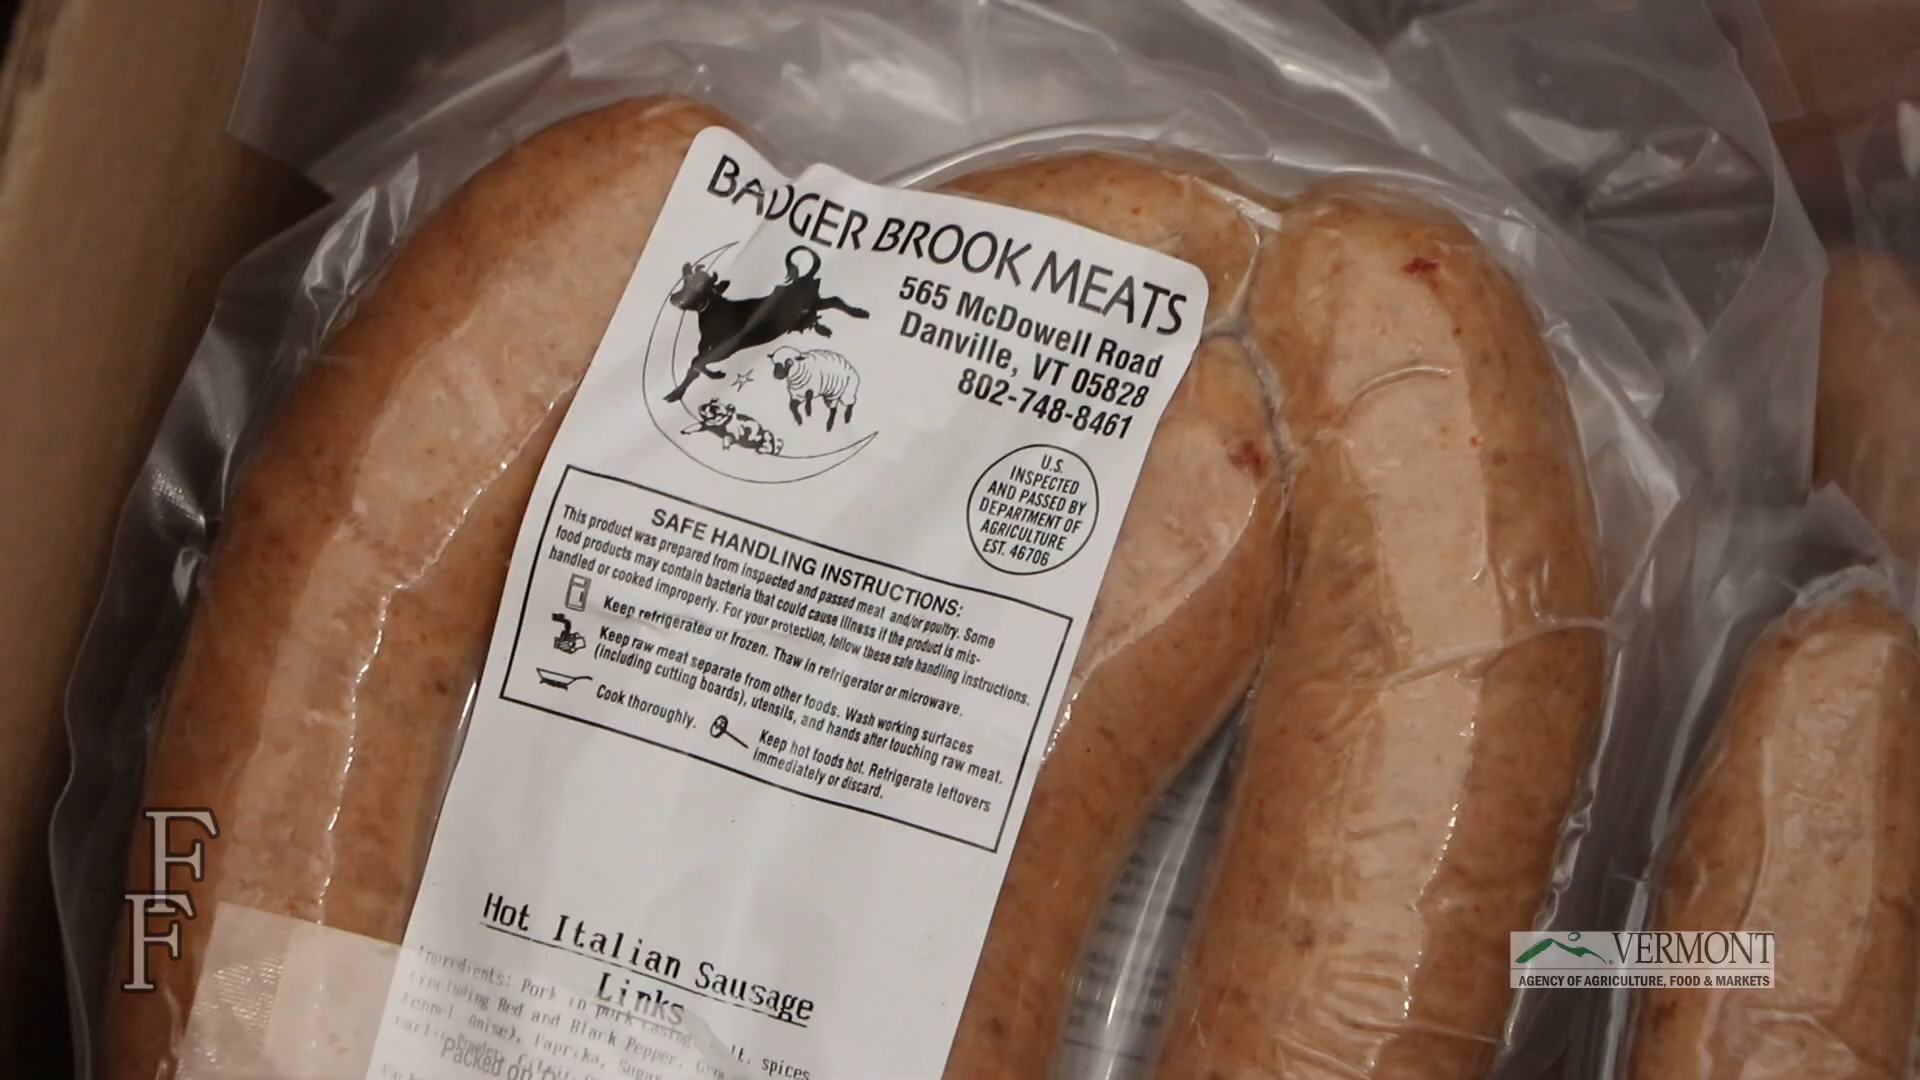 BADGER BROOK MEATS
565 McDowell Road
Danville, VT 05828
802-748-8461
U.S.
INSPECTED
AND PASSED BY
DEPARTMENT OF
AGRICULTURE
EST. 46706
SAFE HANDLING INSTRUCTIONS:
This product was prepared from inspected and passed meat and/or poultry. Some
food products may contain bacteria that could cause illness if the product is mis-
handled or cooked improperly. For your protection, follow these safe handling instructions.
Keep refrigerated or frozen. Thaw in refrigerator or microwave.
Keep raw meat separate from other foods. Wash working surfaces
(including cutting boards), utensils, and hands after touching raw meat.
Cook thoroughly.
Keep hot foods hot. Refrigerate leftovers
immediately or discard.
Hot Italian Sausage
Links
Ingredients: Pork in pork casing spices
(including Red and Black Pepper,
Fennel Anise), Paprika, Sugar
Packed on
F
F
VERMONT
AGENCY OF AGRICULTURE, FOOD & MARKETS